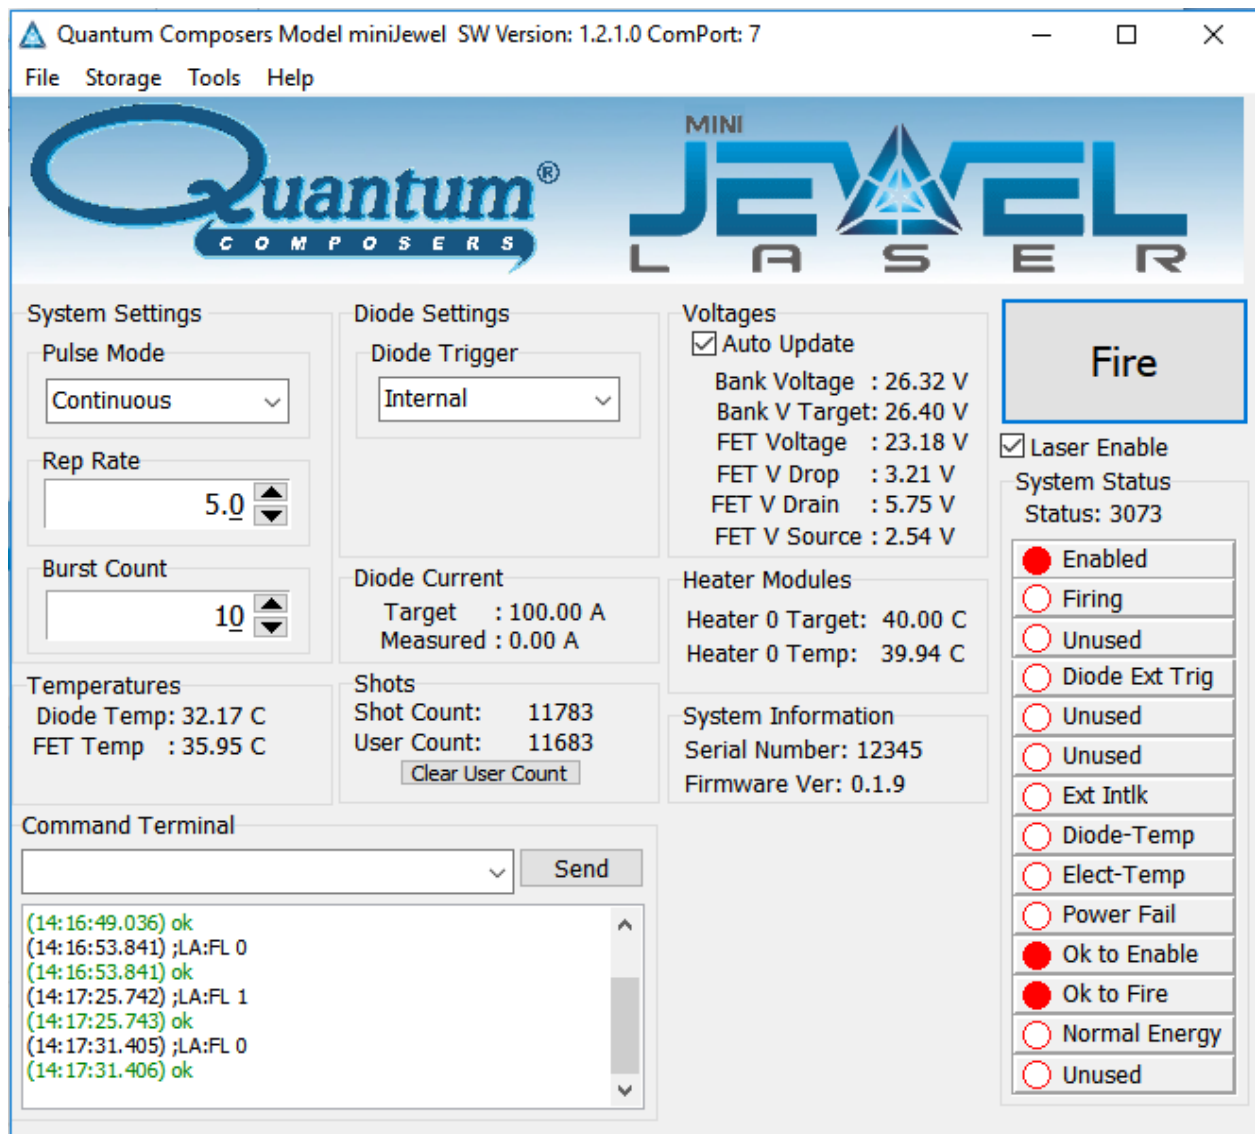 Quantum Composers Model miniJewel  SW Version: 1.2.1.0 ComPort: 7
File Storage Tools Help
Quantum®
COMPOSERS
MINI
JEWEL
LASER
System Settings
Pulse Mode
Continuous
Rep Rate
5.0
Burst Count
10
Temperatures
Diode Temp: 32.17 C
FET Temp : 35.95 C
Diode Settings
Diode Trigger
Internal
Diode Current
Target : 100.00 A
Measured : 0.00 A
Shots
Shot Count: 11783
User Count: 11683
Clear User Count
Voltages
Auto Update
Bank Voltage : 26.32 V
Bank V Target: 26.40 V
FET Voltage : 23.18 V
FET V Drop : 3.21 V
FET V Drain : 5.75 V
FET V Source : 2.54 V
Heater Modules
Heater 0 Target: 40.00 C
Heater 0 Temp: 39.94 C
System Information
Serial Number: 12345
Firmware Ver: 0.1.9
Fire
Laser Enable
System Status
Status: 3073
Enabled
Firing
Unused
Diode Ext Trig
Unused
Unused
Ext Intlk
Diode-Temp
Elect-Temp
Power Fail
Ok to Enable
Ok to Fire
Normal Energy
Unused
Command Terminal
Send
(14:16:49.036) ok
(14:16:53.841) ;LA:FL 0
(14:16:53.841) ok
(14:17:25.742) ;LA:FL 1
(14:17:25.743) ok
(14:17:31.405) ;LA:FL 0
(14:17:31.406) ok